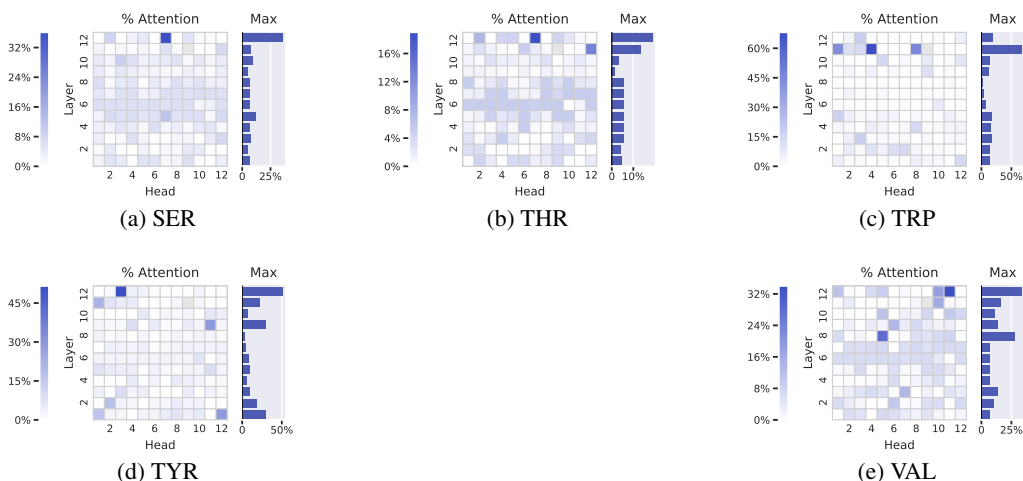 % Attention Max
32%
24%
16%
8%
0%
Layer
12
10
8
6
4
2
2 4 6 8 10 12 0 25%
Head
(a) SER
% Attention Max
16%
12%
8%
4%
0%
Layer
12
10
8
6
4
2
2 4 6 8 10 12 0 10%
Head
(b) THR
% Attention Max
60%
45%
30%
15%
0%
Layer
12
10
8
6
4
2
2 4 6 8 10 12 0 50%
Head
(c) TRP
% Attention Max
45%
30%
15%
0%
Layer
12
10
8
6
4
2
2 4 6 8 10 12 0 50%
Head
(d) TYR
% Attention Max
32%
24%
16%
8%
0%
Layer
12
10
8
6
4
2
2 4 6 8 10 12 0 25%
Head
(e) VAL